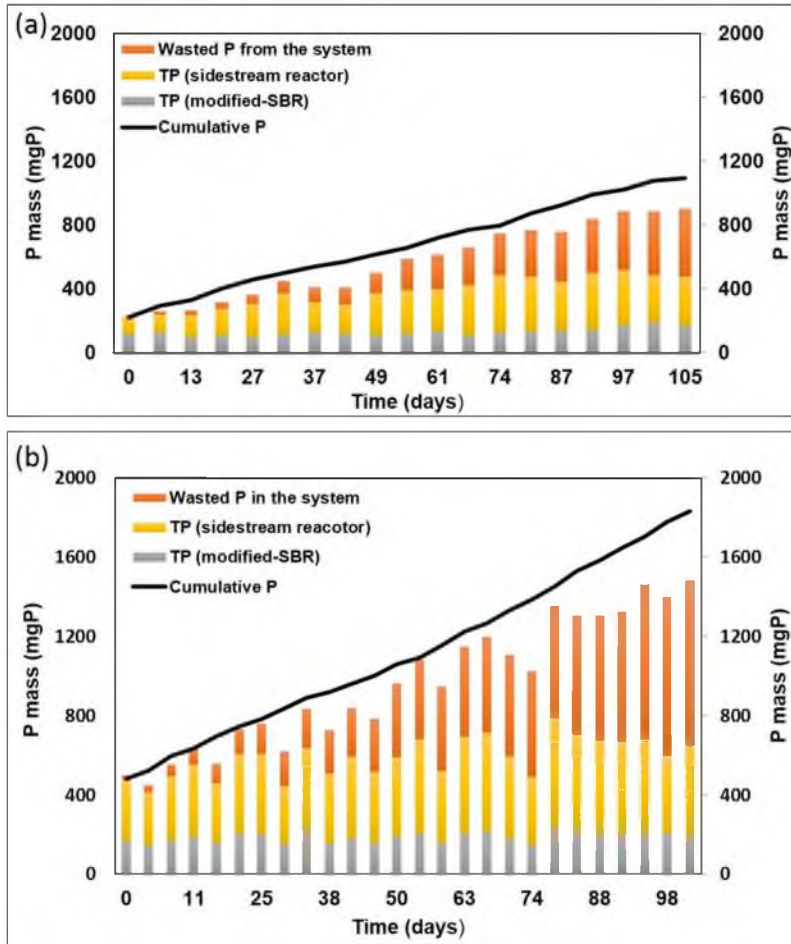 (a)
2000
1600
1200
800
400
0
P mass (mgP)
Wasted P from the system
TP (sidestream reactor)
TP (modified-SBR)
Cumulative P
2000
1600
1200
800
400
0
P mass (mgP)
0 13 27 37 49 61 74 87 97 105
Time (days)
(b)
2000
1600
1200
800
400
0
P mass (mgP)
Wasted P in the system
TP (sidestream reacotor)
TP (modified-SBR)
Cumulative P
2000
1600
1200
800
400
0
P mass (mgP)
0 11 25 38 50 63 74 88 98
Time (days)